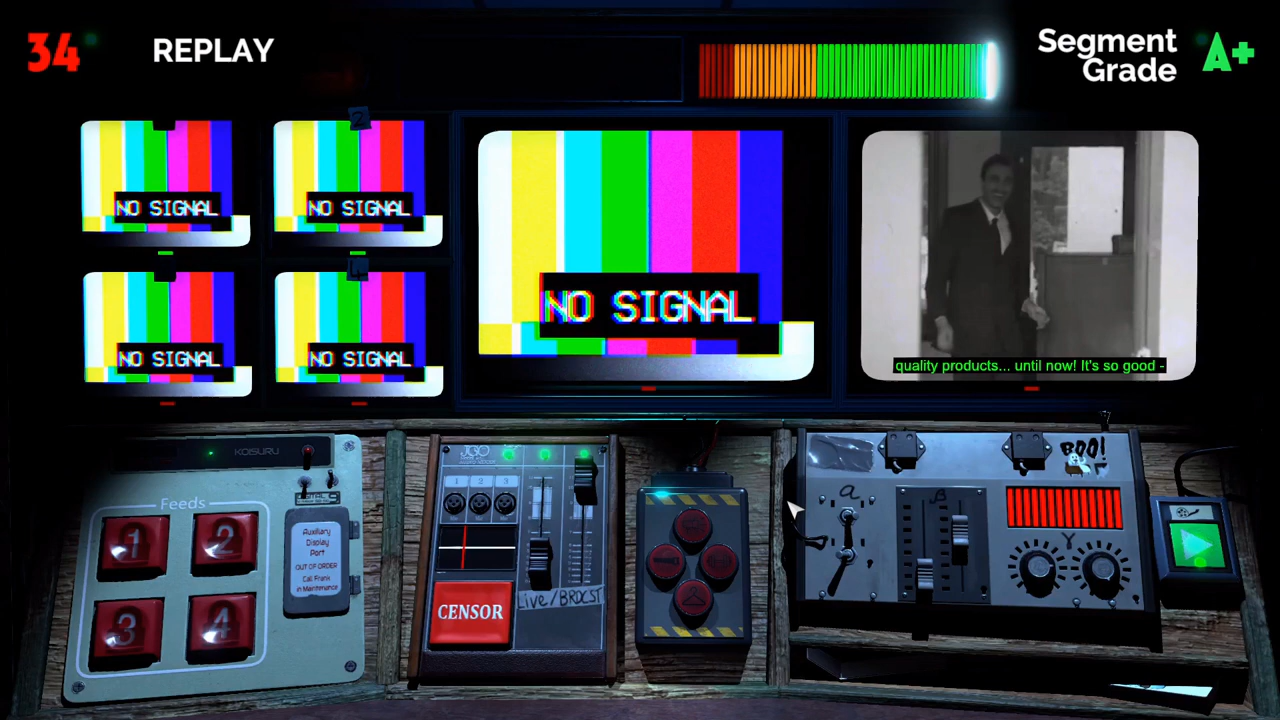 34
REPLAY
Segment
Grade
A+
2
NO SIGNAL
NO SIGNAL
NO SIGNAL
NO SIGNAL
NO SIGNAL
quality products... until now! It's so good -
KOISURU
Feeds
1
2
3
4
Auxiliary
Display
Port
OUT OF ORDER
Call Frank
in Maintenance
JGO
1 2 3
CENSOR
Live/BRDCST
a
β
γ
BOO!